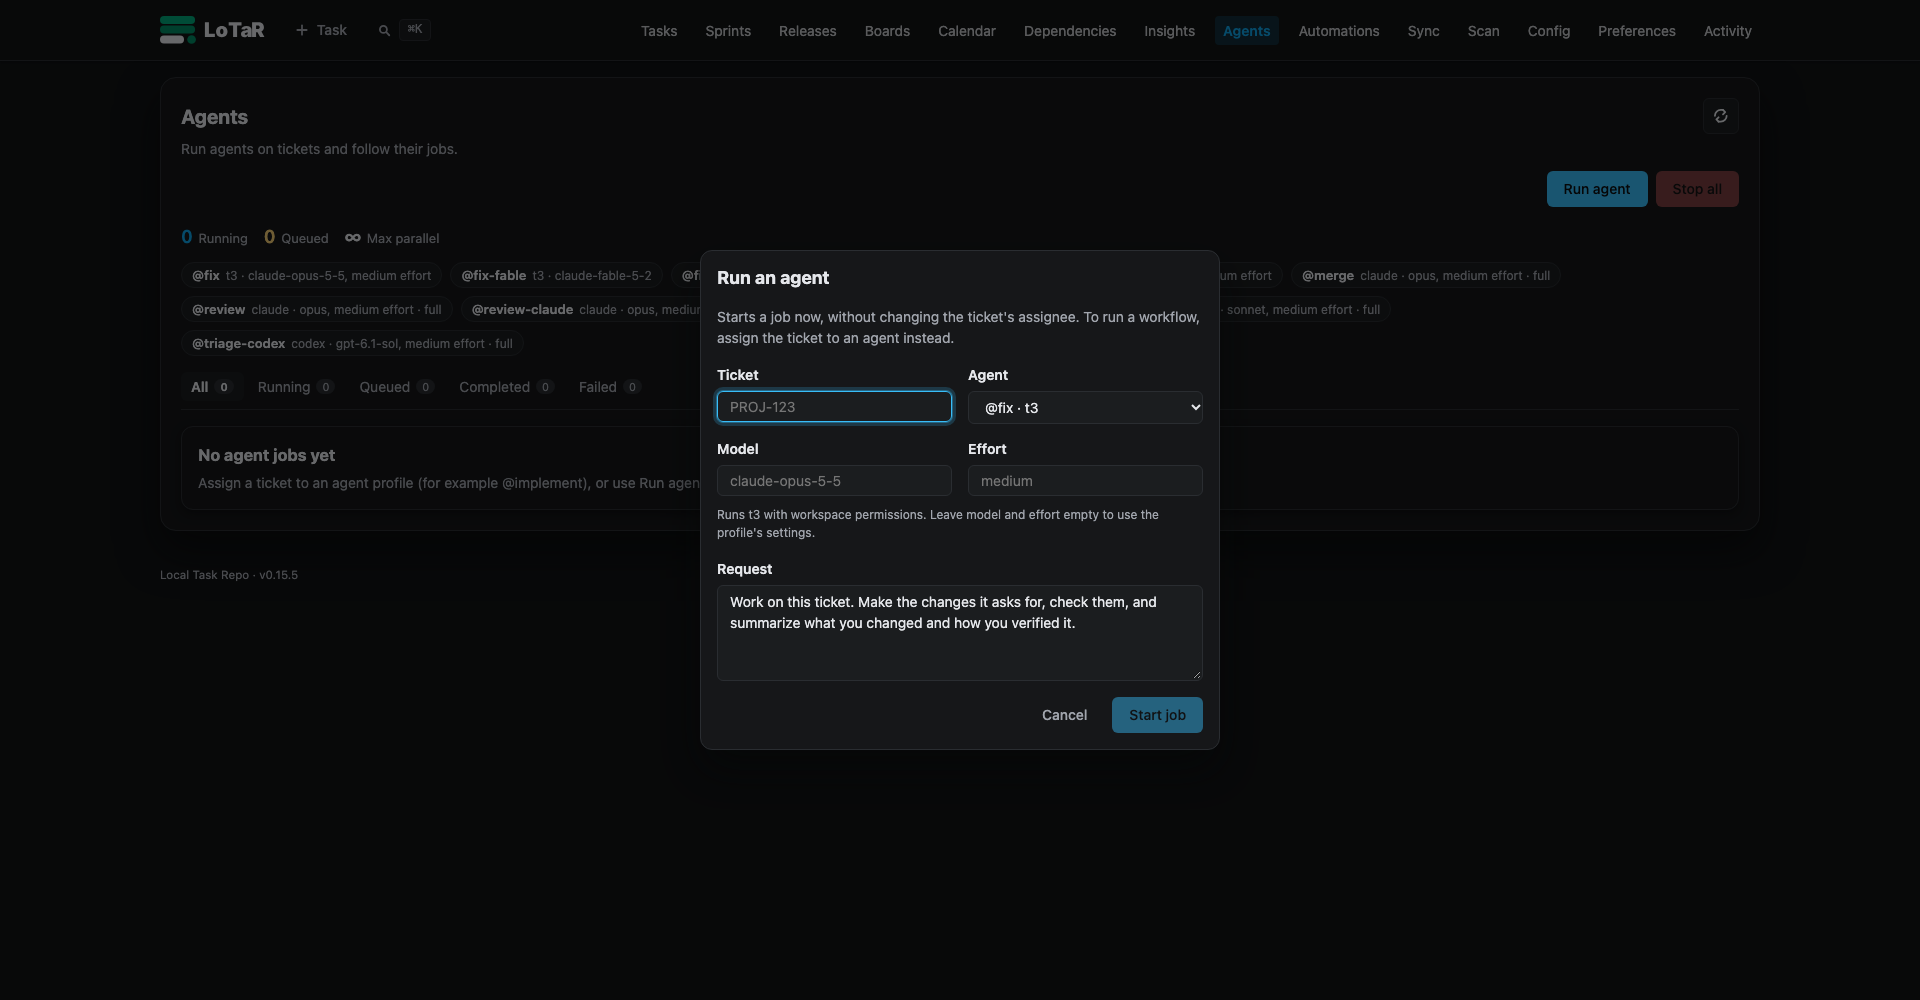 LoTaR
+ Task
⌘K
Tasks Sprints Releases Boards Calendar Dependencies Insights Agents Automations Sync Scan Config Preferences Activity
Agents
Run agents on tickets and follow their jobs.
Run agent Stop all
0 Running 0 Queued ∞ Max parallel
@fix t3 · claude-opus-5-5, medium effort @fix-fable t3 · claude-fable-5-2 effort @merge claude · opus, medium effort · full
@review claude · opus, medium effort · full @review-claude claude · opus, · sonnet, medium effort · full
@triage-codex codex · gpt-6.1-sol, medium effort · full
All 0 Running 0 Queued 0 Completed 0 Failed 0
No agent jobs yet
Assign a ticket to an agent profile (for example @implement), or use Run
Local Task Repo · v0.15.5
Run an agent
Starts a job now, without changing the ticket's assignee. To run a workflow,
assign the ticket to an agent instead.
Ticket Agent
PROJ-123 @fix · t3
Model Effort
claude-opus-5-5 medium
Runs t3 with workspace permissions. Leave model and effort empty to use the
profile's settings.
Request
Work on this ticket. Make the changes it asks for, check them, and
summarize what you changed and how you verified it.
Cancel Start job